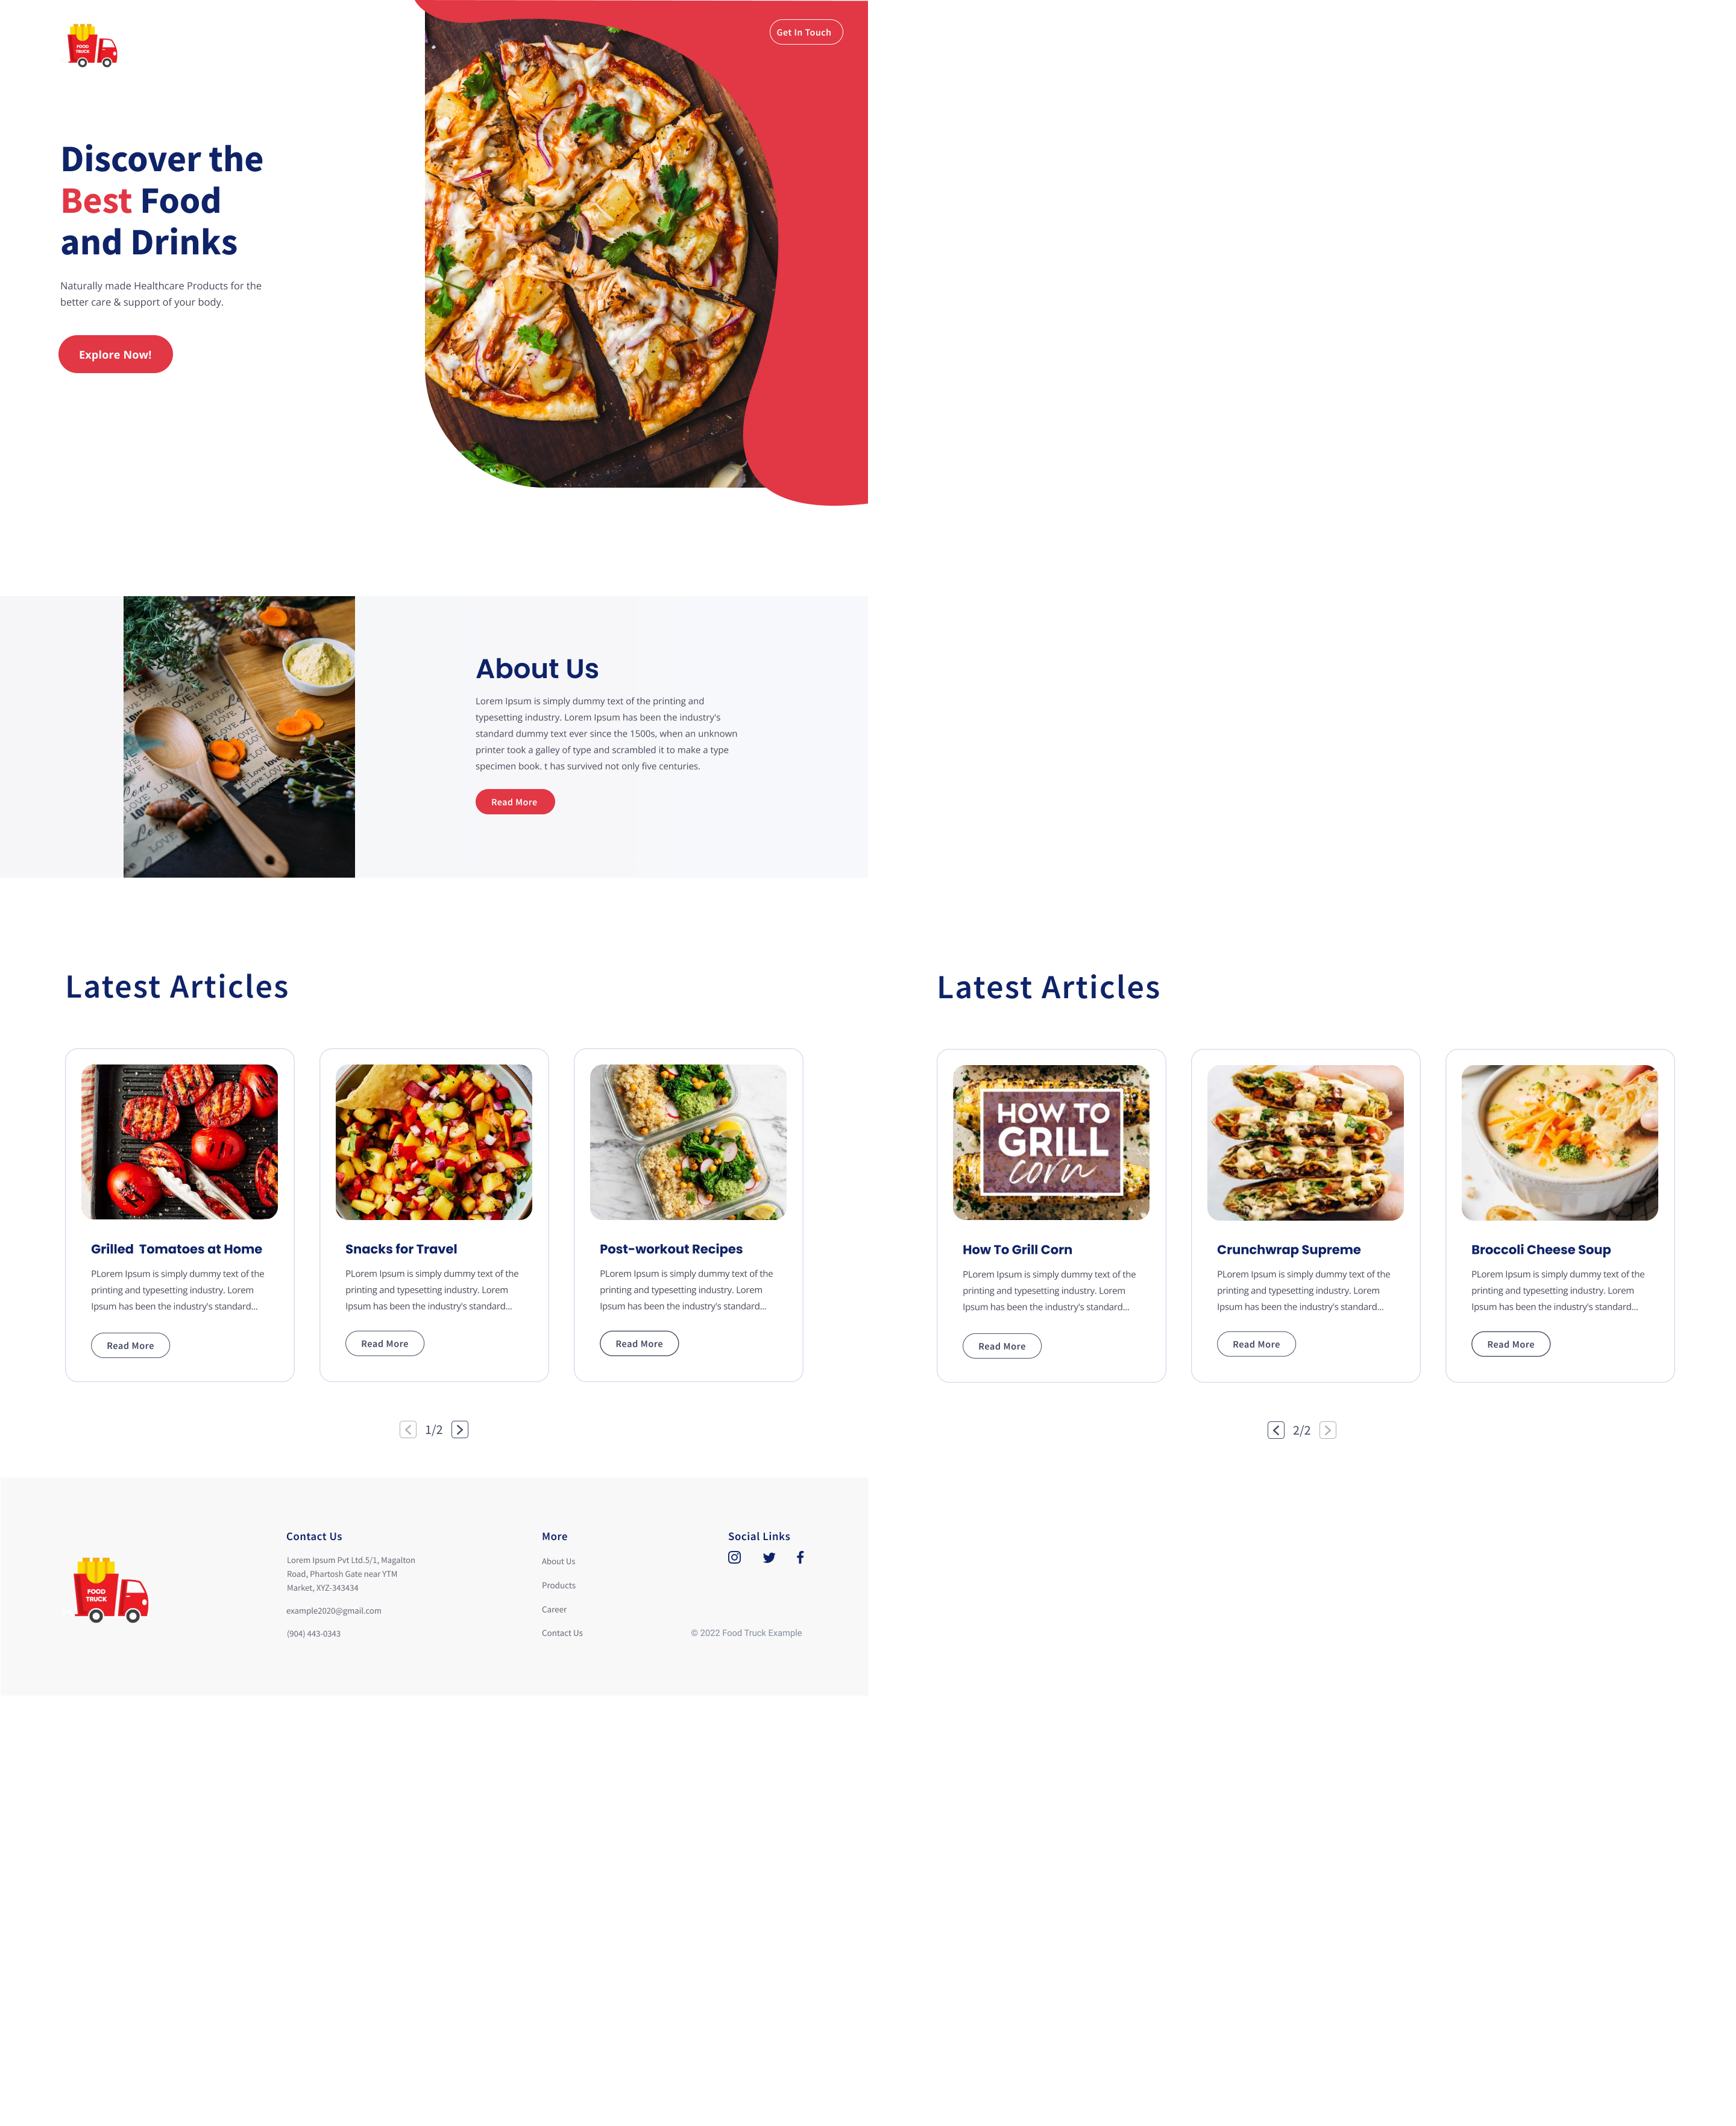 FOOD
TRUCK
Get In Touch
Discover the
Best Food
and Drinks
Naturally made Healthcare Products for the
better care & support of your body.
Explore Now!
About Us
Lorem Ipsum is simply dummy text of the printing and
typesetting industry. Lorem Ipsum has been the industry's
standard dummy text ever since the 1500s, when an unknown
printer took a galley of type and scrambled it to make a type
specimen book. t has survived not only five centuries.
Read More
Latest Articles
Grilled  Tomatoes at Home
PLorem Ipsum is simply dummy text of the
printing and typesetting industry. Lorem
Ipsum has been the industry's standard...
Read More
Snacks for Travel
PLorem Ipsum is simply dummy text of the
printing and typesetting industry. Lorem
Ipsum has been the industry's standard...
Read More
Post-workout Recipes
PLorem Ipsum is simply dummy text of the
printing and typesetting industry. Lorem
Ipsum has been the industry's standard...
Read More
1/2
Latest Articles
HOW TO
GRILL
corn
How To Grill Corn
PLorem Ipsum is simply dummy text of the
printing and typesetting industry. Lorem
Ipsum has been the industry's standard...
Read More
Crunchwrap Supreme
PLorem Ipsum is simply dummy text of the
printing and typesetting industry. Lorem
Ipsum has been the industry's standard...
Read More
Broccoli Cheese Soup
PLorem Ipsum is simply dummy text of the
printing and typesetting industry. Lorem
Ipsum has been the industry's standard...
Read More
2/2
FOOD
TRUCK
Contact Us
Lorem Ipsum Pvt Ltd.5/1, Magalton
Road, Phartosh Gate near YTM
Market, XYZ-343434
example2020@gmail.com
(904) 443-0343
More
About Us
Products
Career
Contact Us
Social Links
© 2022 Food Truck Example